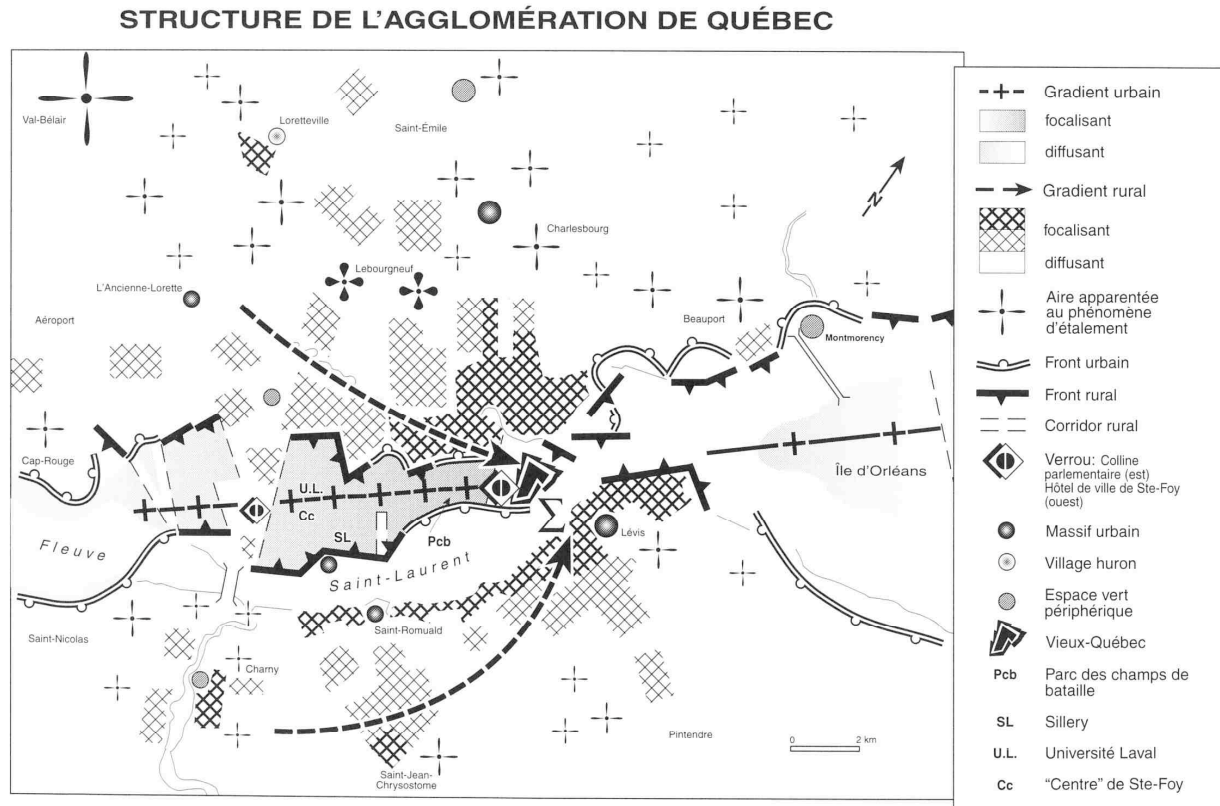 STRUCTURE DE L'AGGLOMÉRATION DE QUÉBEC
Val-Bélair
Loretteville
Saint-Émile
N
Charlesbourg
Lebourgneuf
L'Ancienne-Lorette
Aéroport
Beauport
Montmorency
Cap-Rouge
Île d'Orléans
U.L.
Cc
SL
Pcb
Σ
Lévis
Fleuve
Saint-Laurent
Saint-Romuald
Saint-Nicolas
Charny
Pintendre
0 2 km
Saint-Jean-
Chrysostome
Gradient urbain
focalisant
diffusant
Gradient rural
focalisant
diffusant
Aire apparentée
au phénomène
d'étalement
Front urbain
Front rural
Corridor rural
Verrou: Colline
parlementaire (est)
Hôtel de ville de Ste-Foy
(ouest)
Massif urbain
Village huron
Espace vert
périphérique
Vieux-Québec
Pcb Parc des champs de
bataille
SL Sillery
U.L. Université Laval
Cc "Centre" de Ste-Foy